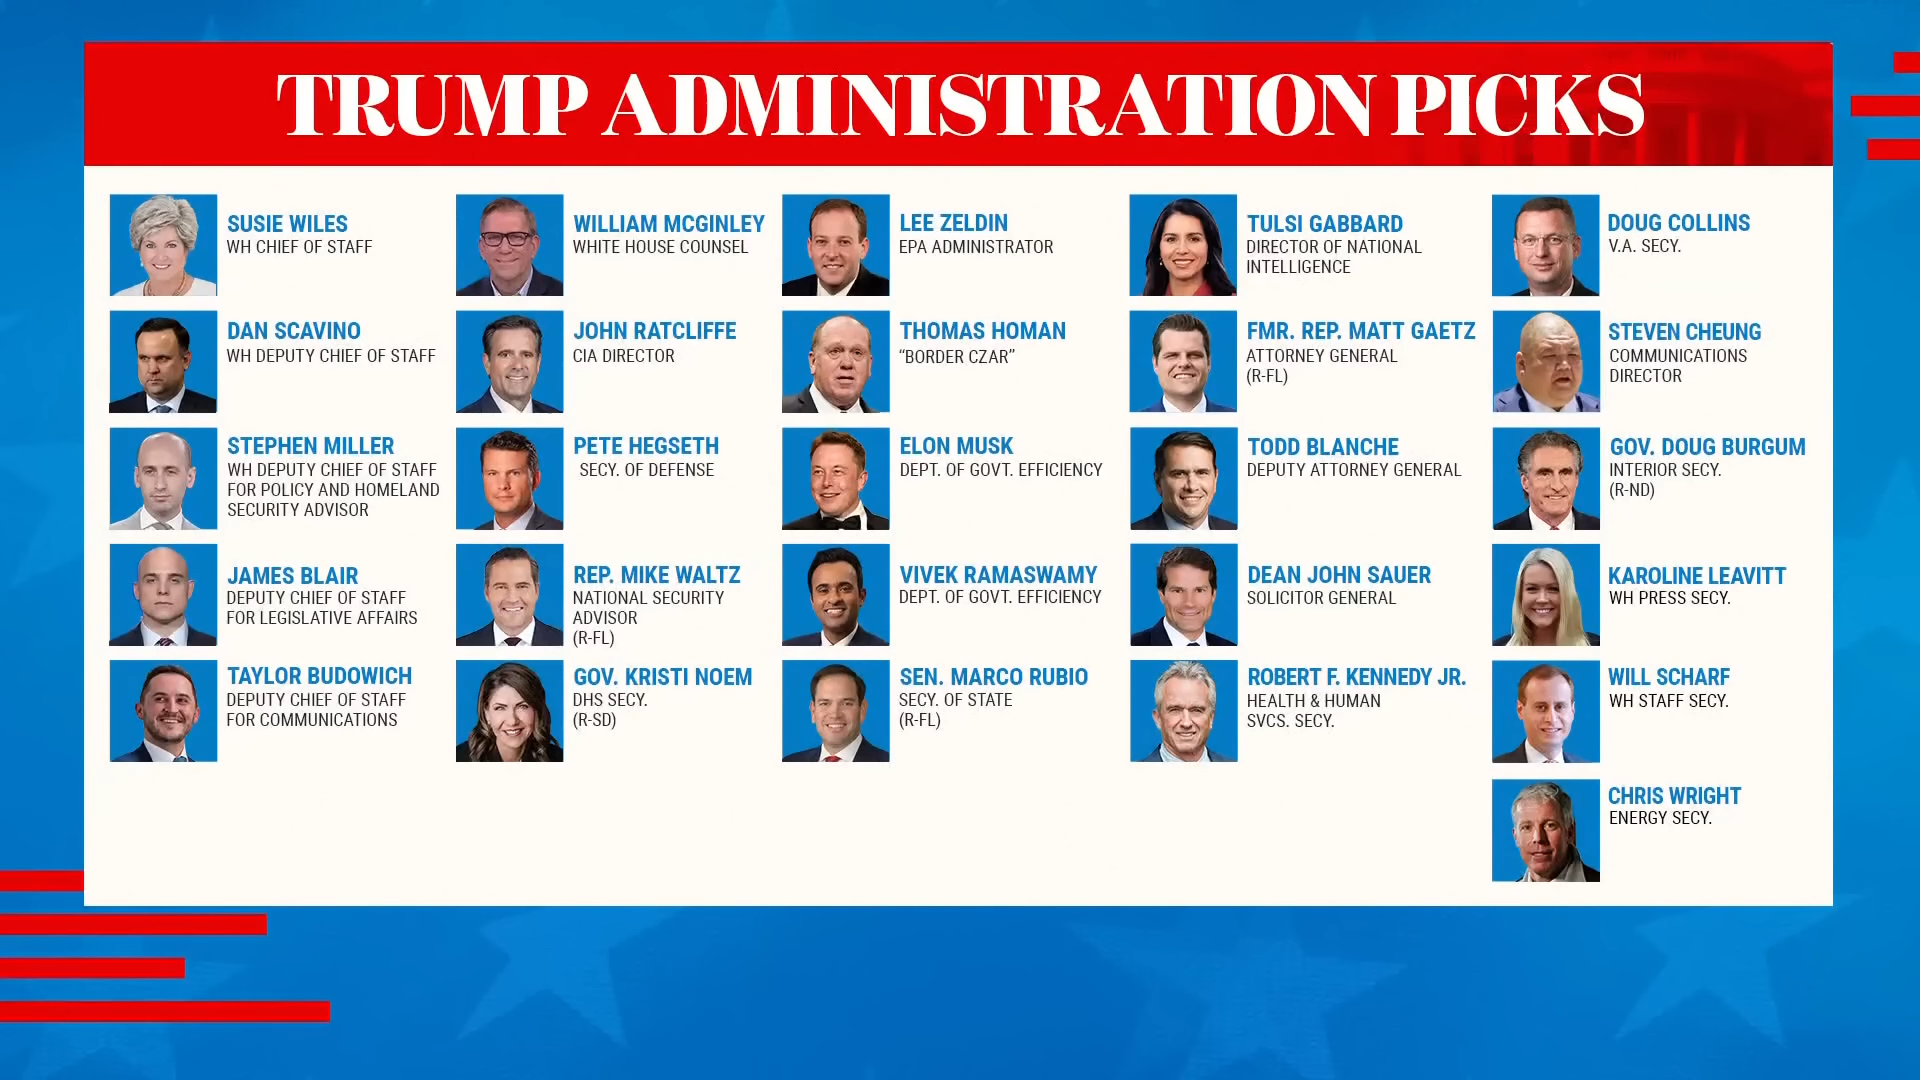 TRUMP ADMINISTRATION PICKS
SUSIE WILES
WH CHIEF OF STAFF
DAN SCAVINO
WH DEPUTY CHIEF OF STAFF
STEPHEN MILLER
WH DEPUTY CHIEF OF STAFF
FOR POLICY AND HOMELAND
SECURITY ADVISOR
JAMES BLAIR
DEPUTY CHIEF OF STAFF
FOR LEGISLATIVE AFFAIRS
TAYLOR BUDOWICH
DEPUTY CHIEF OF STAFF
FOR COMMUNICATIONS
WILLIAM MCGINLEY
WHITE HOUSE COUNSEL
JOHN RATCLIFFE
CIA DIRECTOR
PETE HEGSETH
SECY. OF DEFENSE
REP. MIKE WALTZ
NATIONAL SECURITY
ADVISOR
(R-FL)
GOV. KRISTI NOEM
DHS SECY.
(R-SD)
LEE ZELDIN
EPA ADMINISTRATOR
THOMAS HOMAN
“BORDER CZAR”
ELON MUSK
DEPT. OF GOVT. EFFICIENCY
VIVEK RAMASWAMY
DEPT. OF GOVT. EFFICIENCY
SEN. MARCO RUBIO
SECY. OF STATE
(R-FL)
TULSI GABBARD
DIRECTOR OF NATIONAL
INTELLIGENCE
FMR. REP. MATT GAETZ
ATTORNEY GENERAL
(R-FL)
TODD BLANCHE
DEPUTY ATTORNEY GENERAL
DEAN JOHN SAUER
SOLICITOR GENERAL
ROBERT F. KENNEDY JR.
HEALTH & HUMAN
SVCS. SECY.
DOUG COLLINS
V.A. SECY.
STEVEN CHEUNG
COMMUNICATIONS
DIRECTOR
GOV. DOUG BURGUM
INTERIOR SECY.
(R-ND)
KAROLINE LEAVITT
WH PRESS SECY.
WILL SCHARF
WH STAFF SECY.
CHRIS WRIGHT
ENERGY SECY.